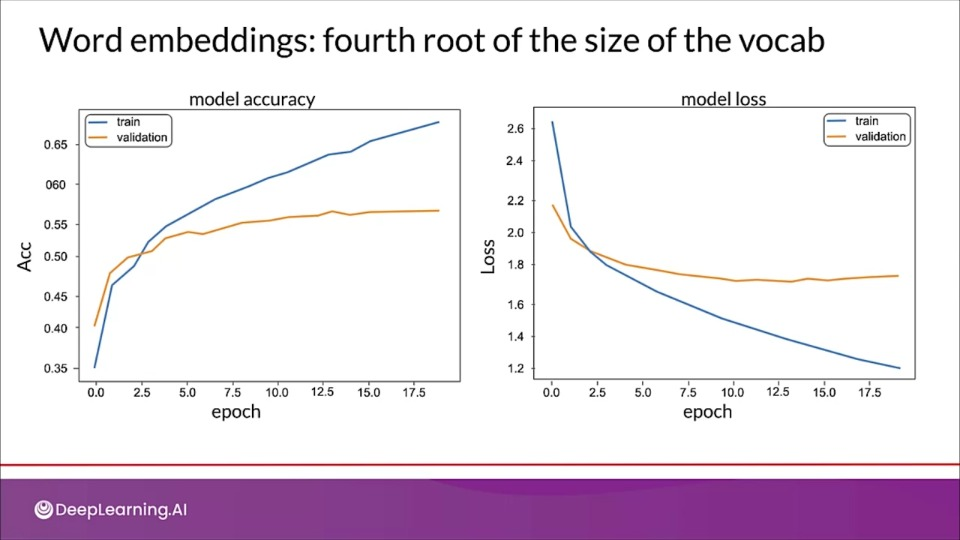 Word embeddings: fourth root of the size of the vocab
model accuracy
train
validation
0.65
060
0.55
0.50
0.45
0.40
0.35
Acc
0.0 2.5 5.0 7.5 10.0 12.5 15.0 17.5
epoch
model loss
train
validation
2.6
2.4
2.2
2.0
1.8
1.6
1.4
1.2
Loss
0.0 2.5 5.0 7.5 10.0 12.5 15.0 17.5
epoch
DeepLearning.AI